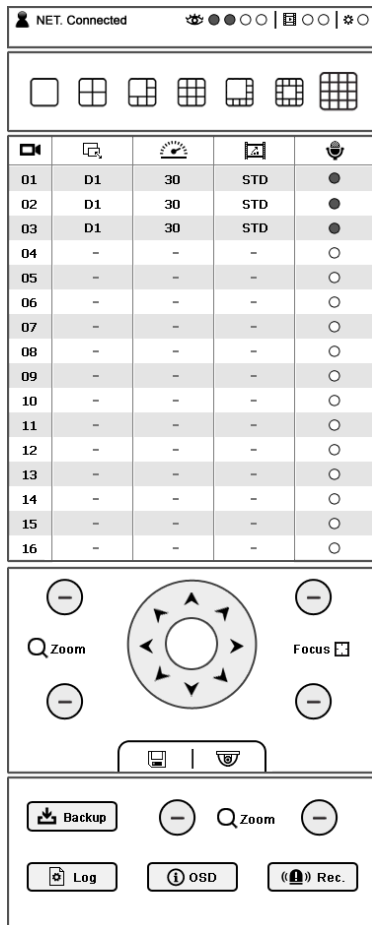 NET. Connected
01 D1 30 STD
02 D1 30 STD
03 D1 30 STD
04 - - -
05 - - -
06 - - -
07 - - -
08 - - -
09 - - -
10 - - -
11 - - -
12 - - -
13 - - -
14 - - -
15 - - -
16 - - -
Zoom Focus
Backup Zoom
Log OSD Rec.